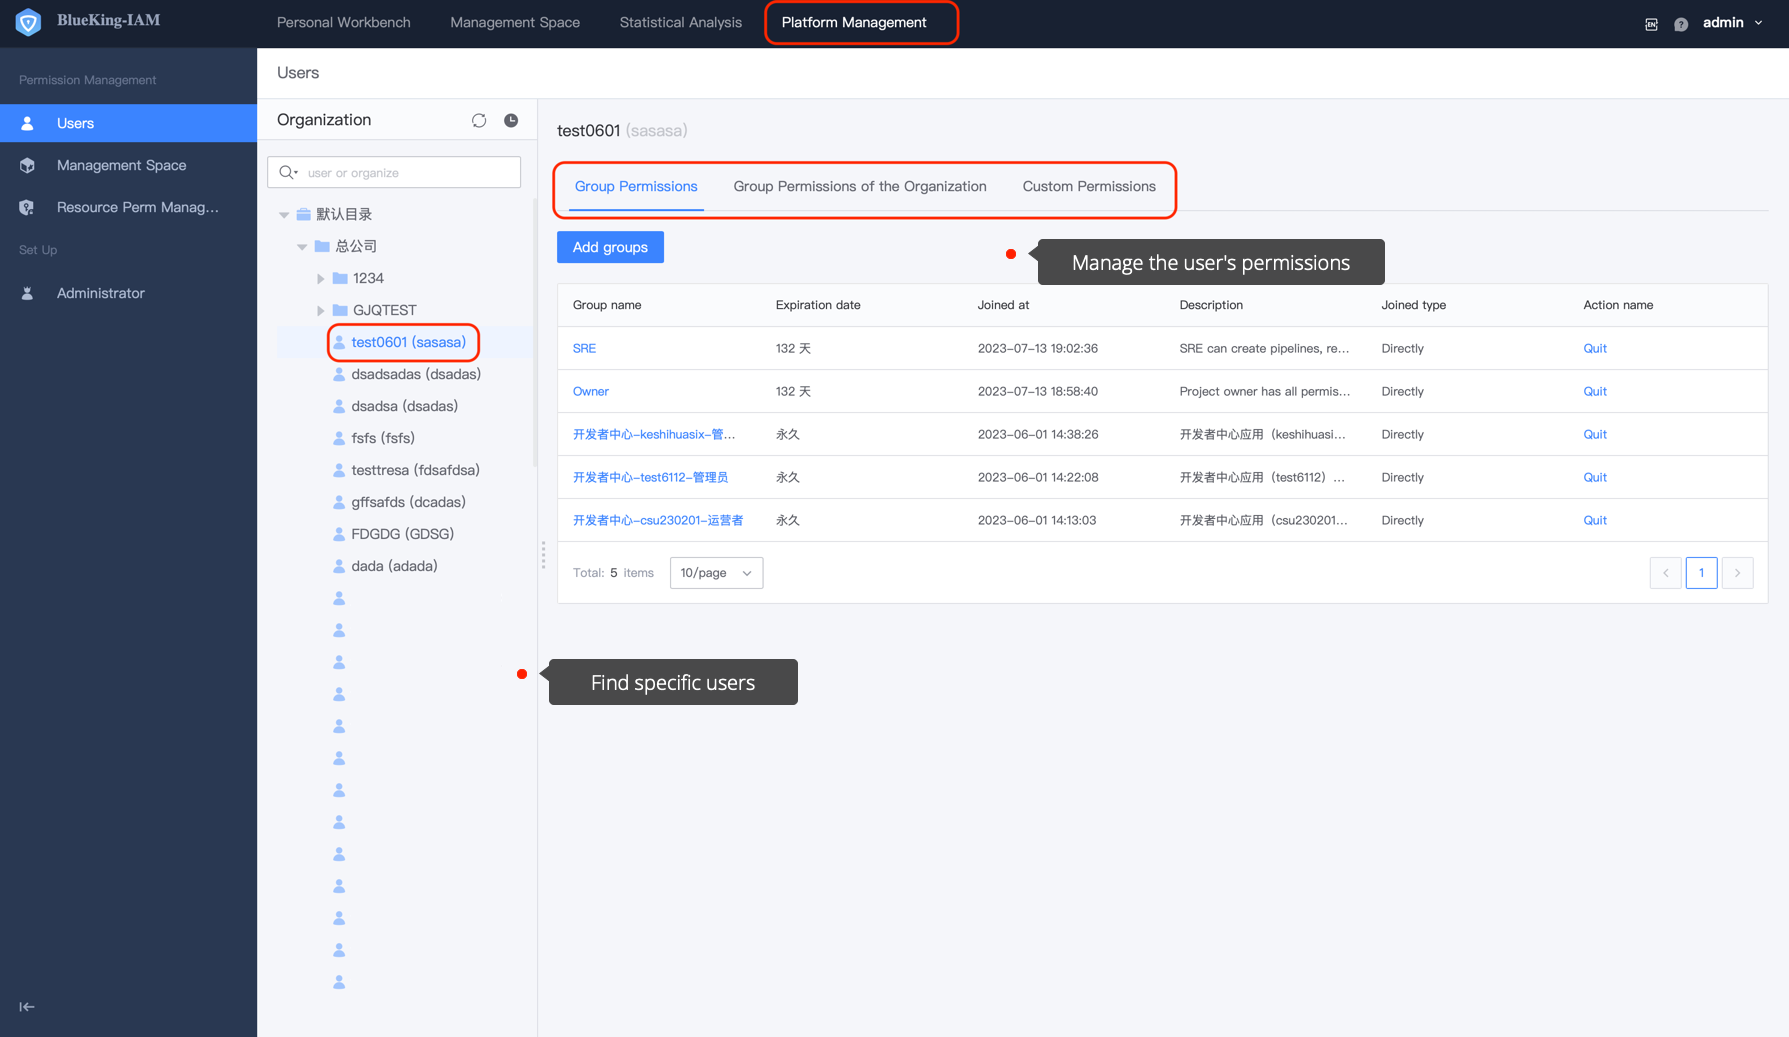 BlueKing-IAM
Personal Workbench
Management Space
Statistical Analysis
Platform Management
EN
?
admin
Permission Management
Users
Management Space
Resource Perm Manag...
Set Up
Administrator
Users
Organization
user or organize
默认目录
总公司
1234
GJQTEST
test0601 (sasasa)
dsadsadas (dsadas)
dsadsa (dsadas)
fsfs (fsfs)
testtresa (fdsafdsa)
gffsafds (dcadas)
FDGDG (GDSG)
dada (adada)
Find specific users
test0601 (sasasa)
Group Permissions
Group Permissions of the Organization
Custom Permissions
Add groups
Manage the user's permissions
Group name Expiration date Joined at Description Joined type Action name
SRE 132 天 2023-07-13 19:02:36 SRE can create pipelines, re... Directly Quit
Owner 132 天 2023-07-13 18:58:40 Project owner has all permis... Directly Quit
开发者中心-keshihuasix-管... 永久 2023-06-01 14:38:26 开发者中心应用（keshihuasi... Directly Quit
开发者中心-test6112-管理员 永久 2023-06-01 14:22:08 开发者中心应用（test6112） ... Directly Quit
开发者中心-csu230201-运营者 永久 2023-06-01 14:13:03 开发者中心应用（csu230201... Directly Quit
Total: 5 items 10/page 1